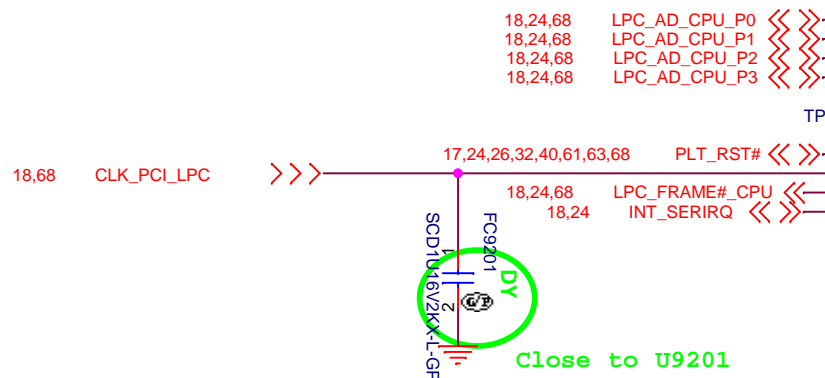 18,24,68 LPC_AD_CPU_P0
18,24,68 LPC_AD_CPU_P1
18,24,68 LPC_AD_CPU_P2
18,24,68 LPC_AD_CPU_P3
TP
17,24,26,32,40,61,63,68 PLT_RST#
18,68 CLK_PCI_LPC
18,24,68 LPC_FRAME#_CPU
18,24 INT_SERIRQ
FC9201
SCD1U16V2KX-L-GP
1
2
DY
G/P
Close to U9201